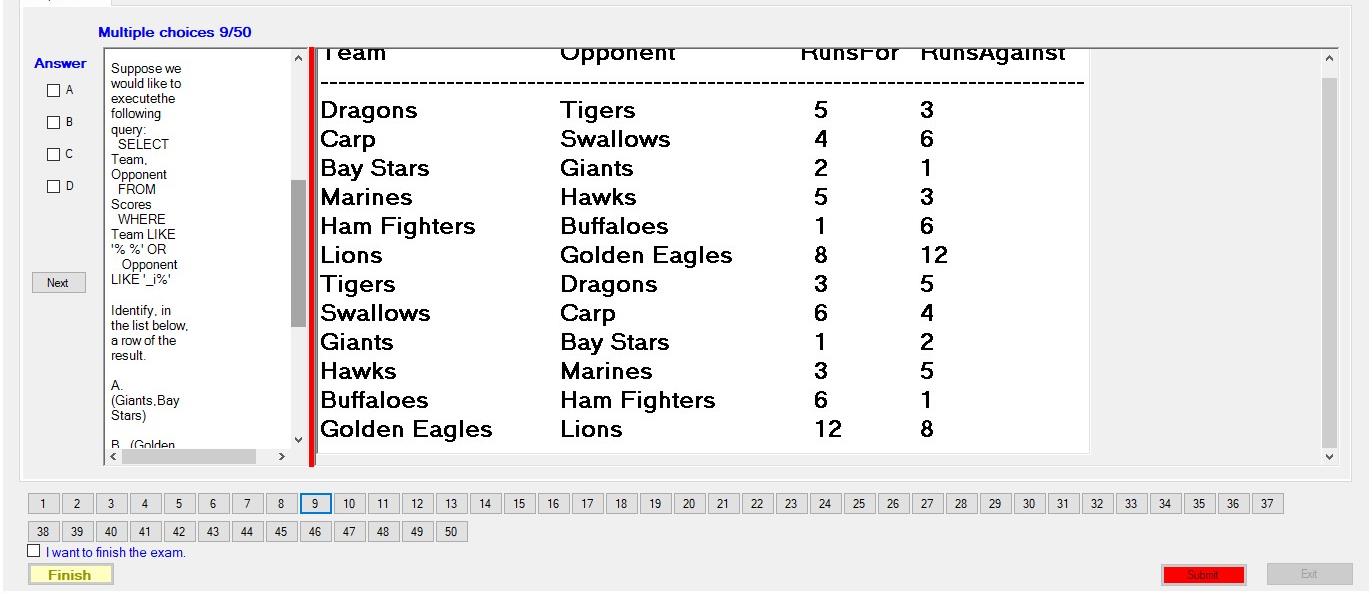 Multiple choices 9/50
Answer
A
B
C
D
Next
Suppose we
would like to
executethe
following
query:
SELECT
Team,
Opponent
FROM
Scores
WHERE
Team LIKE
'% %' OR
Opponent
LIKE '_i%'
Identify, in
the list below,
a row of the
result.
A.
(Giants,Bay
Stars)
B. (Golden
Team Opponent RunsFor RunsAgainst
Dragons Tigers 5 3
Carp Swallows 4 6
Bay Stars Giants 2 1
Marines Hawks 5 3
Ham Fighters Buffaloes 1 6
Lions Golden Eagles 8 12
Tigers Dragons 3 5
Swallows Carp 6 4
Giants Bay Stars 1 2
Hawks Marines 3 5
Buffaloes Ham Fighters 6 1
Golden Eagles Lions 12 8
1 2 3 4 5 6 7 8 9 10 11 12 13 14 15 16 17 18 19 20 21 22 23 24 25 26 27 28 29 30 31 32 33 34 35 36 37
38 39 40 41 42 43 44 45 46 47 48 49 50
I want to finish the exam.
Finish
Submit
Exit